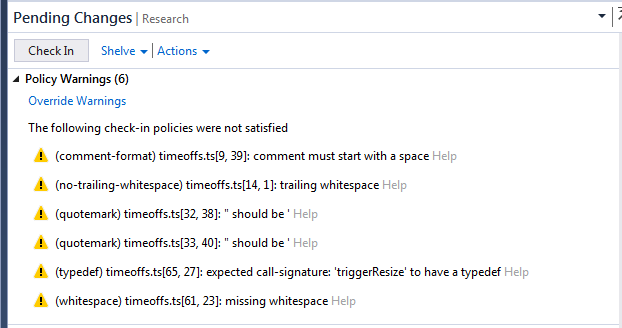 Pending Changes | Research
Check In Shelve Actions
Policy Warnings (6)
Override Warnings
The following check-in policies were not satisfied
(comment-format) timeoffs.ts[9, 39]: comment must start with a space Help
(no-trailing-whitespace) timeoffs.ts[14, 1]: trailing whitespace Help
(quotemark) timeoffs.ts[32, 38]: " should be ' Help
(quotemark) timeoffs.ts[33, 40]: " should be ' Help
(typedef) timeoffs.ts[65, 27]: expected call-signature: 'triggerResize' to have a typedef Help
(whitespace) timeoffs.ts[61, 23]: missing whitespace Help